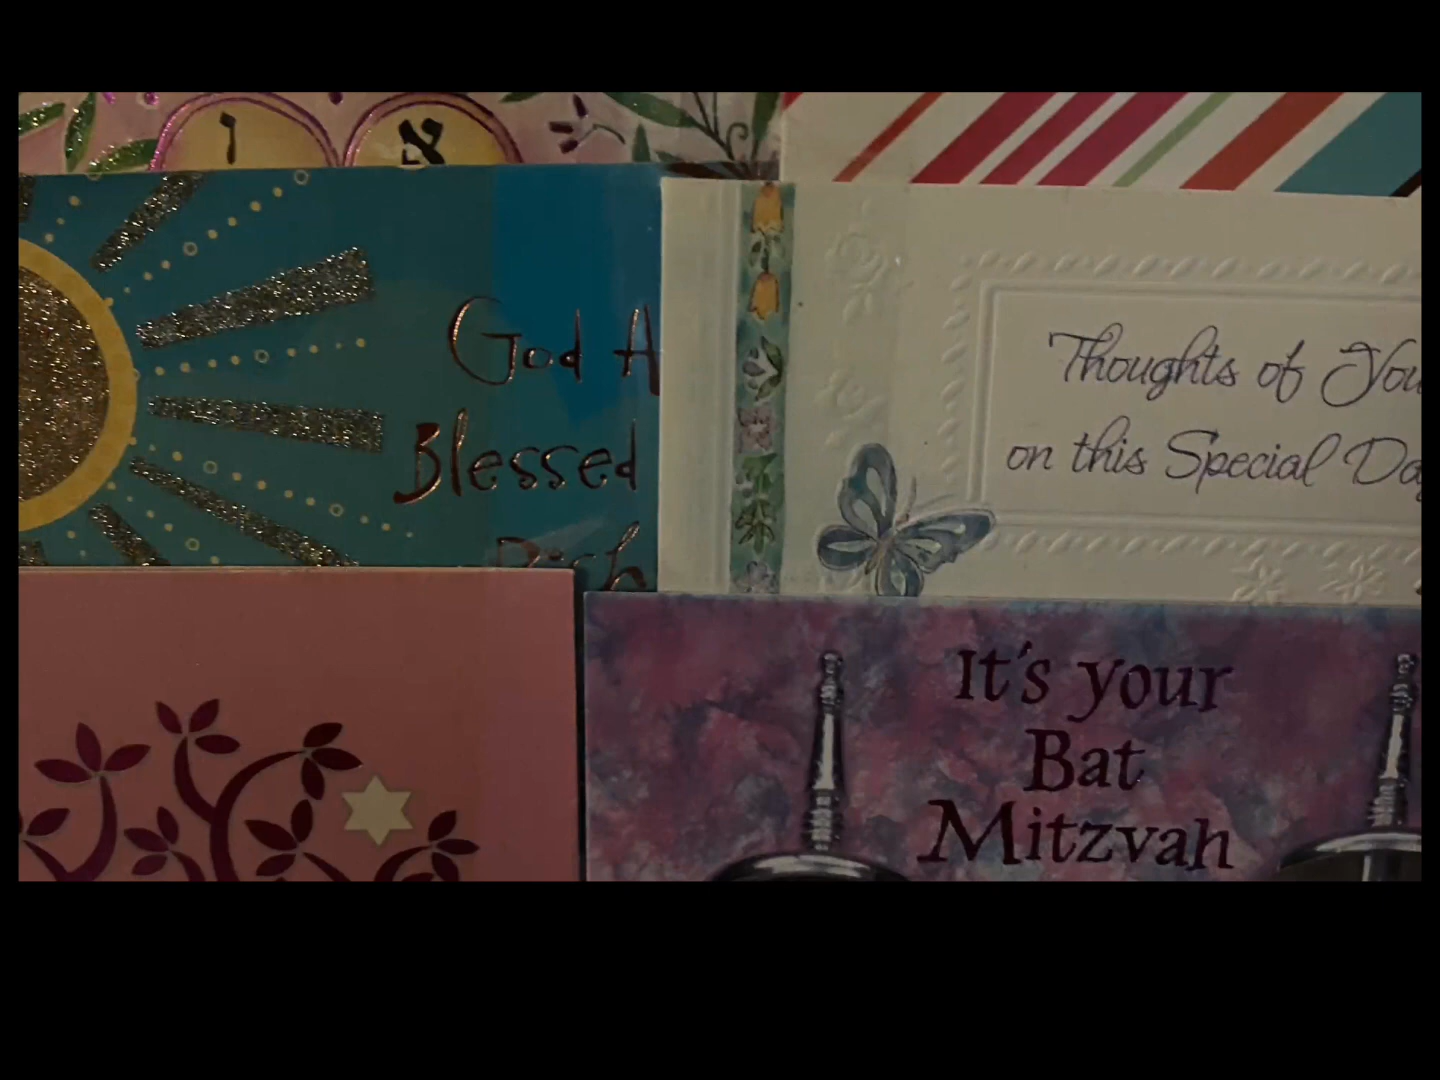 ו א
God A
Blessed
Thoughts of You
on this Special Da
It's your
Bat
Mitzvah